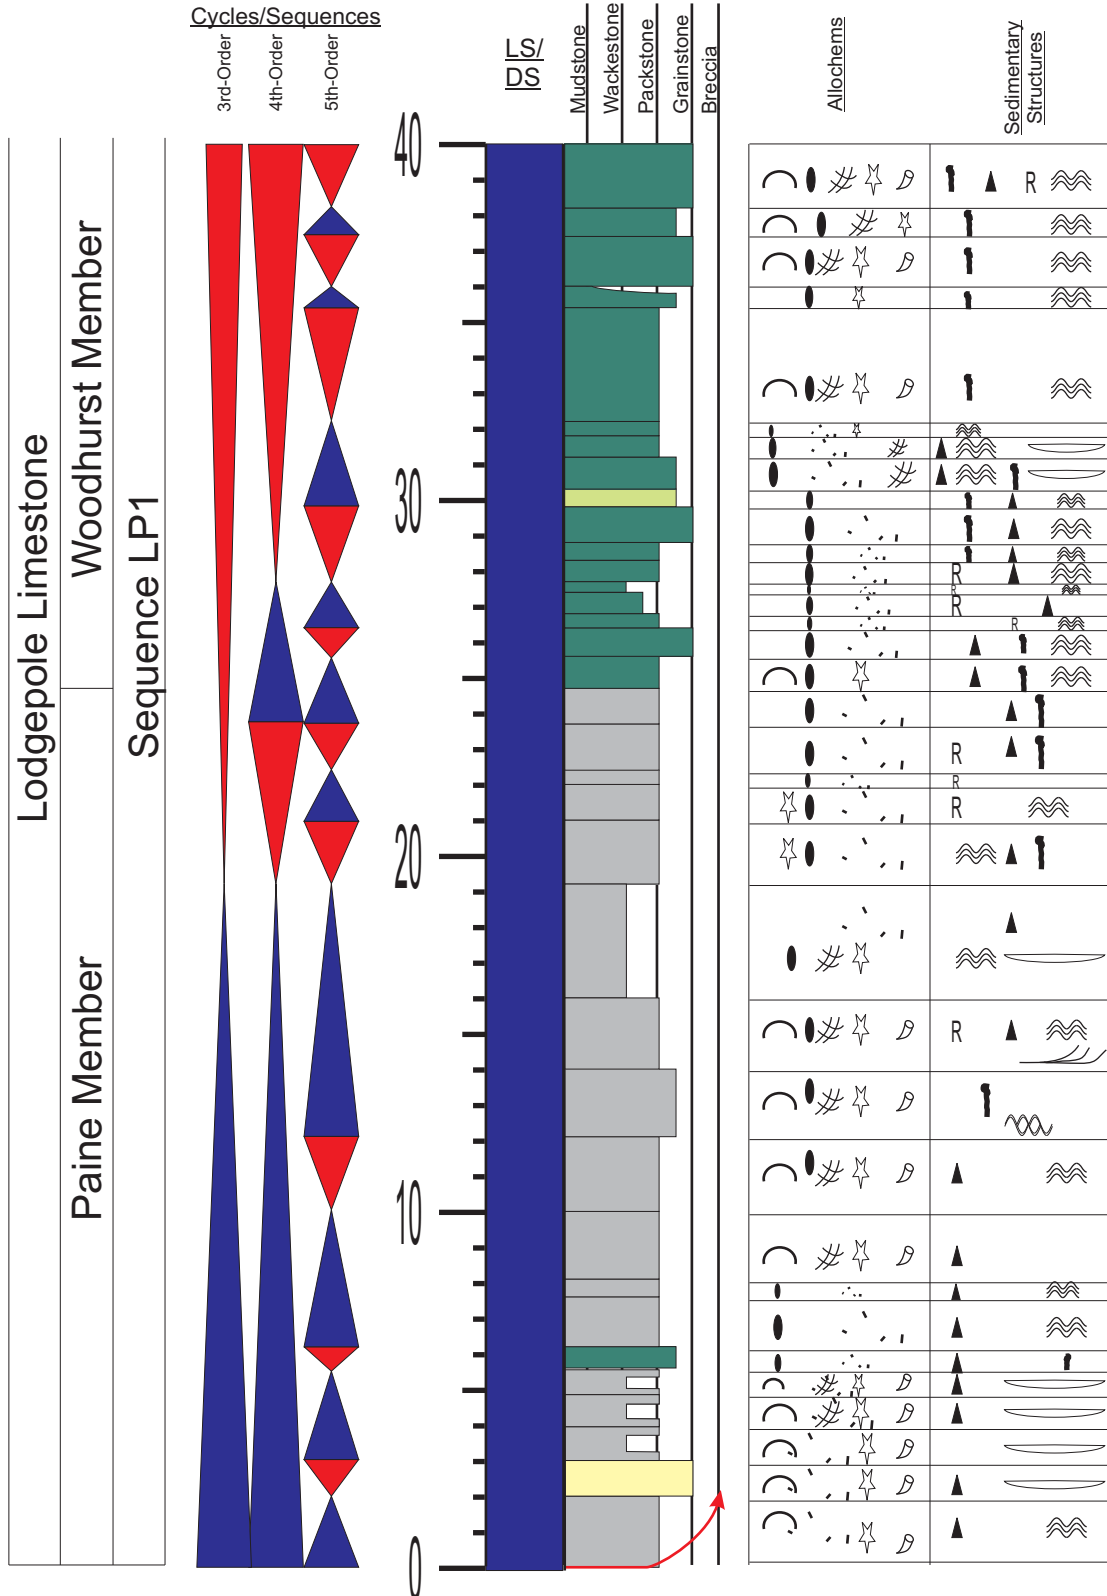 Cycles/Sequences
3rd-Order
4th-Order
5th-Order
LS/
DS
Mudstone
Wackestone
Packstone
Grainstone
Breccia
Allochems
Sedimentary
Structures
Lodgepole Limestone
Woodhurst Member
Paine Member
Sequence LP1
40
30
20
10
0
R
R
R
R
R
R
R
R
R